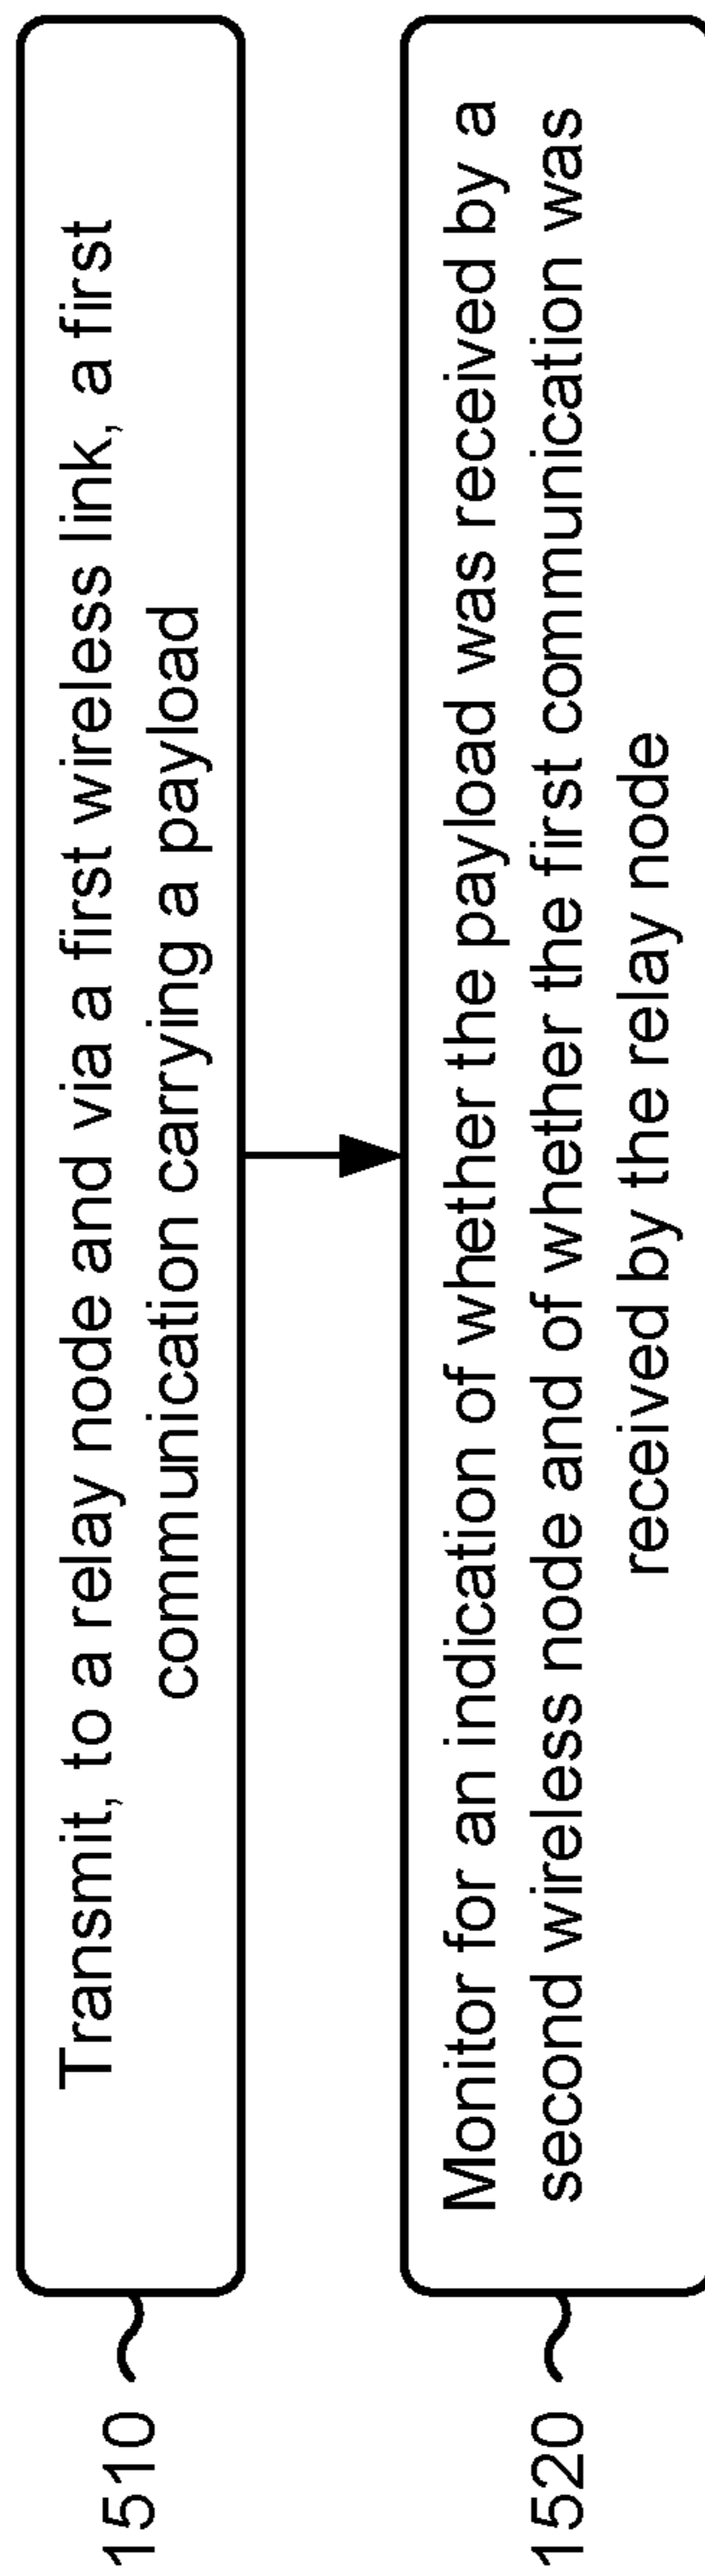 1510
Transmit, to a relay node and via a first wireless link, a first
communication carrying a payload
1520
Monitor for an indication of whether the payload was received by a
second wireless node and of whether the first communication was
received by the relay node